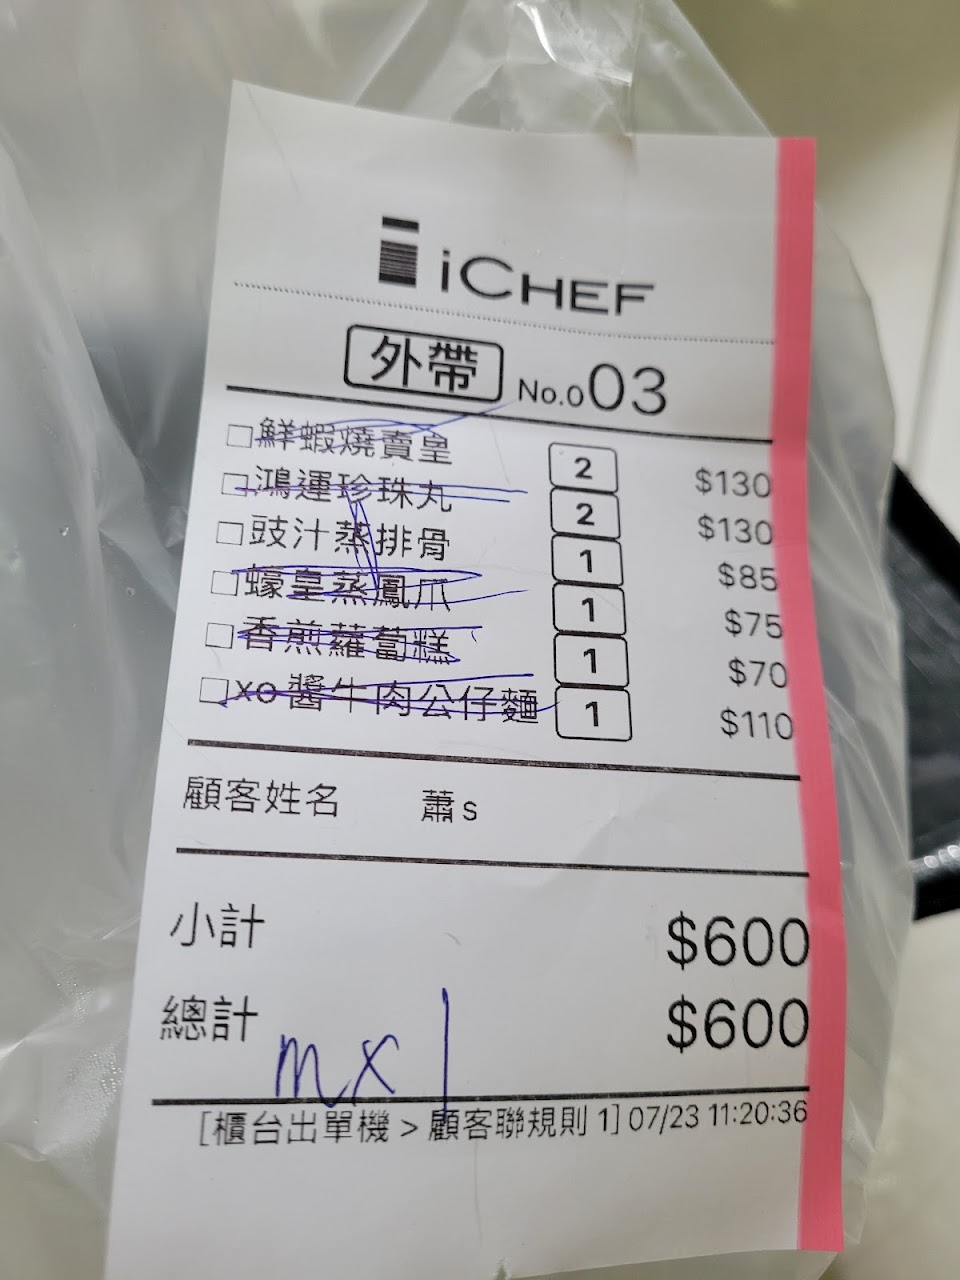 iCHEF
外帶 No.003
□鮮蝦燒賣皇 2 $130
□鴻運珍珠丸 2 $130
□豉汁蒸排骨 1 $85
□蠔皇蒸鳳爪 1 $75
□香煎蘿蔔糕 1 $70
□xo醬牛肉公仔麵 1 $110
顧客姓名 蕭s
小計 $600
總計 $600
mx1
[櫃台出單機 > 顧客聯規則 1] 07/23 11:20:36